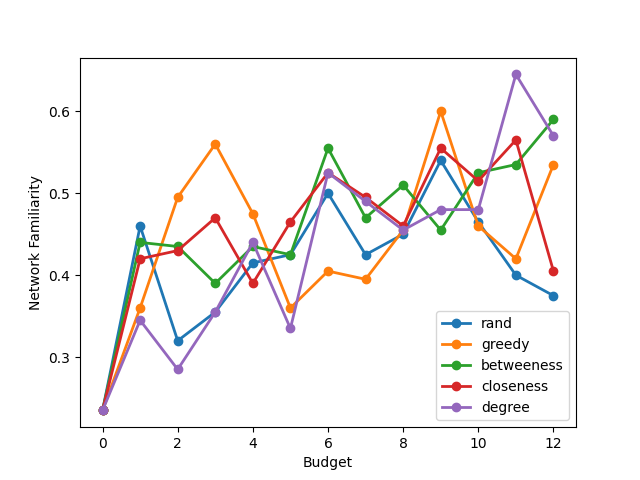 0.6
0.5
0.4
0.3
Network Familiarity
0 2 4 6 8 10 12
Budget
rand
greedy
betweeness
closeness
degree